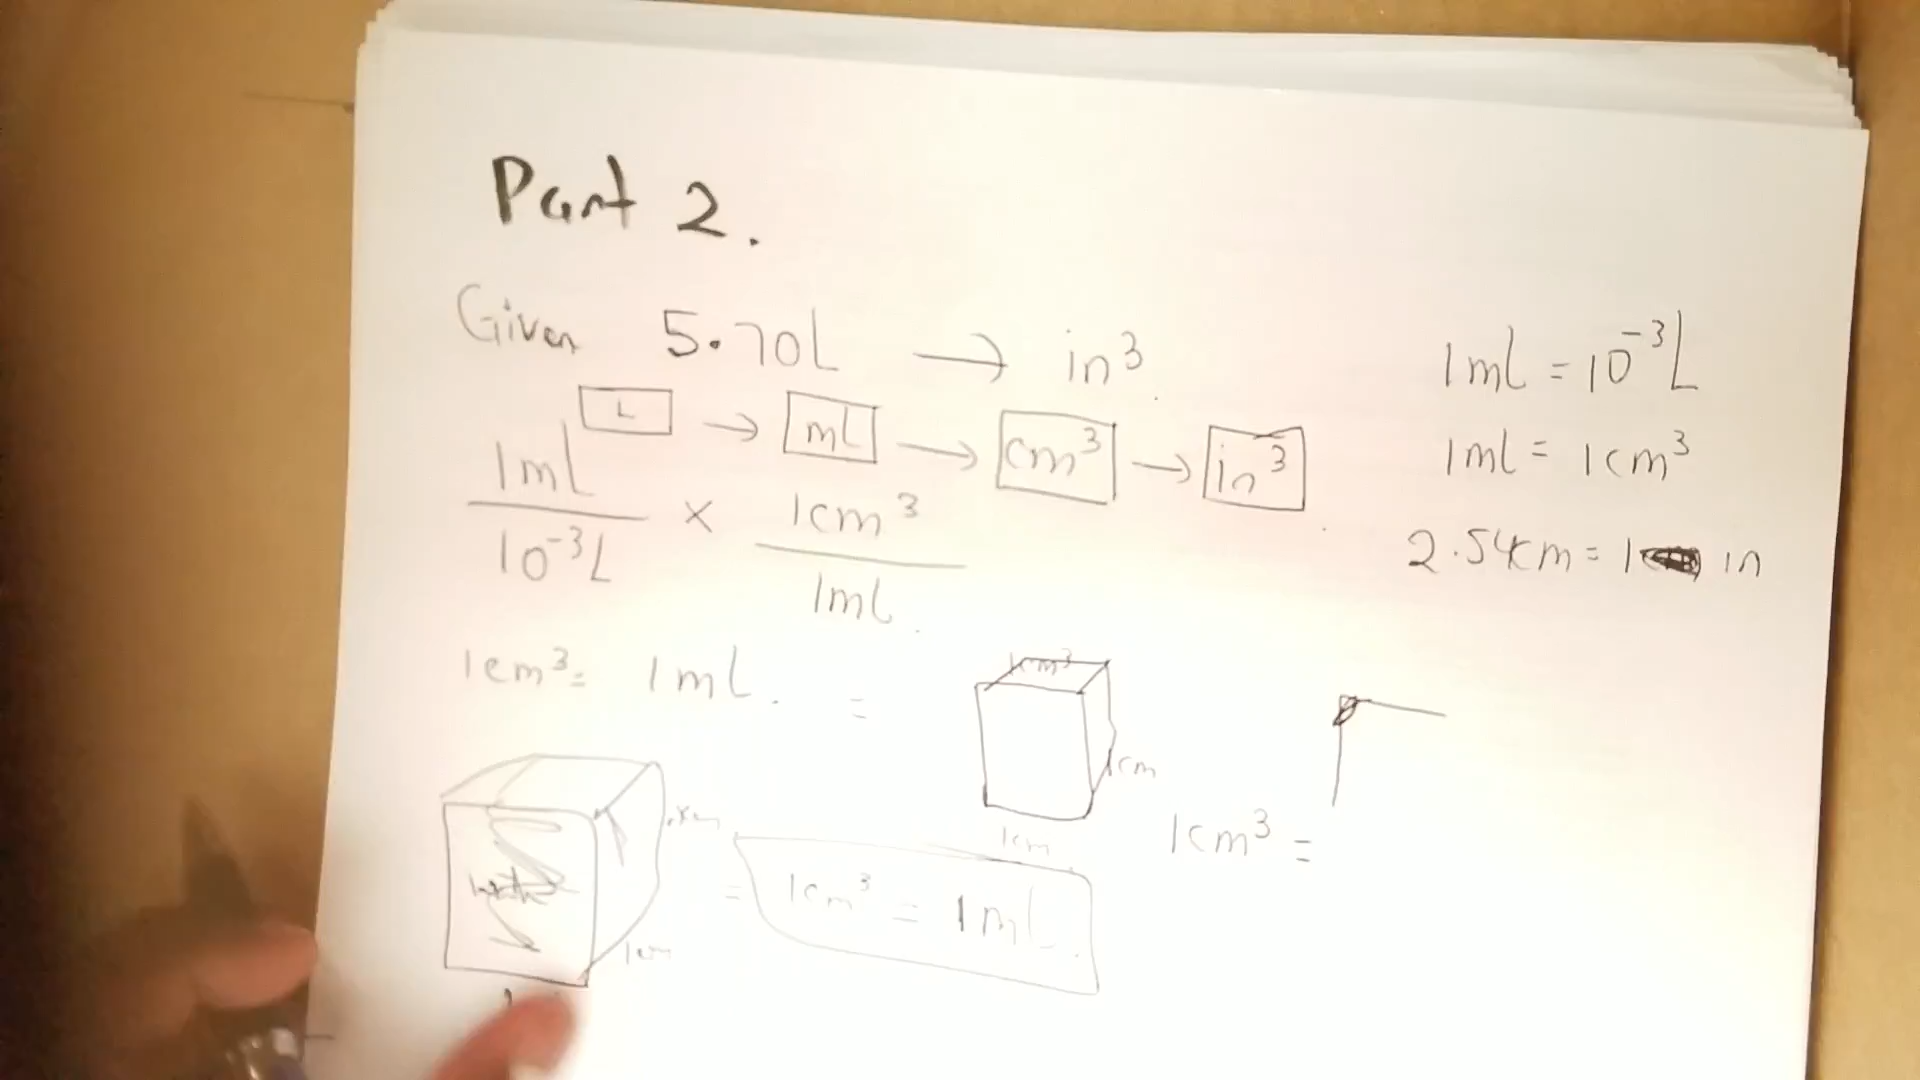 Part 2.
Given 5.70L → in³
L → mL → cm³ → in³
1mL / 10⁻³L × 1cm³ / 1mL
1mL = 10⁻³L
1mL = 1cm³
2.54cm = 1 in
1cm³ = 1mL. =
1cm³
1cm
1cm
1cm³ =
1cm
= 1cm³ = 1mL.